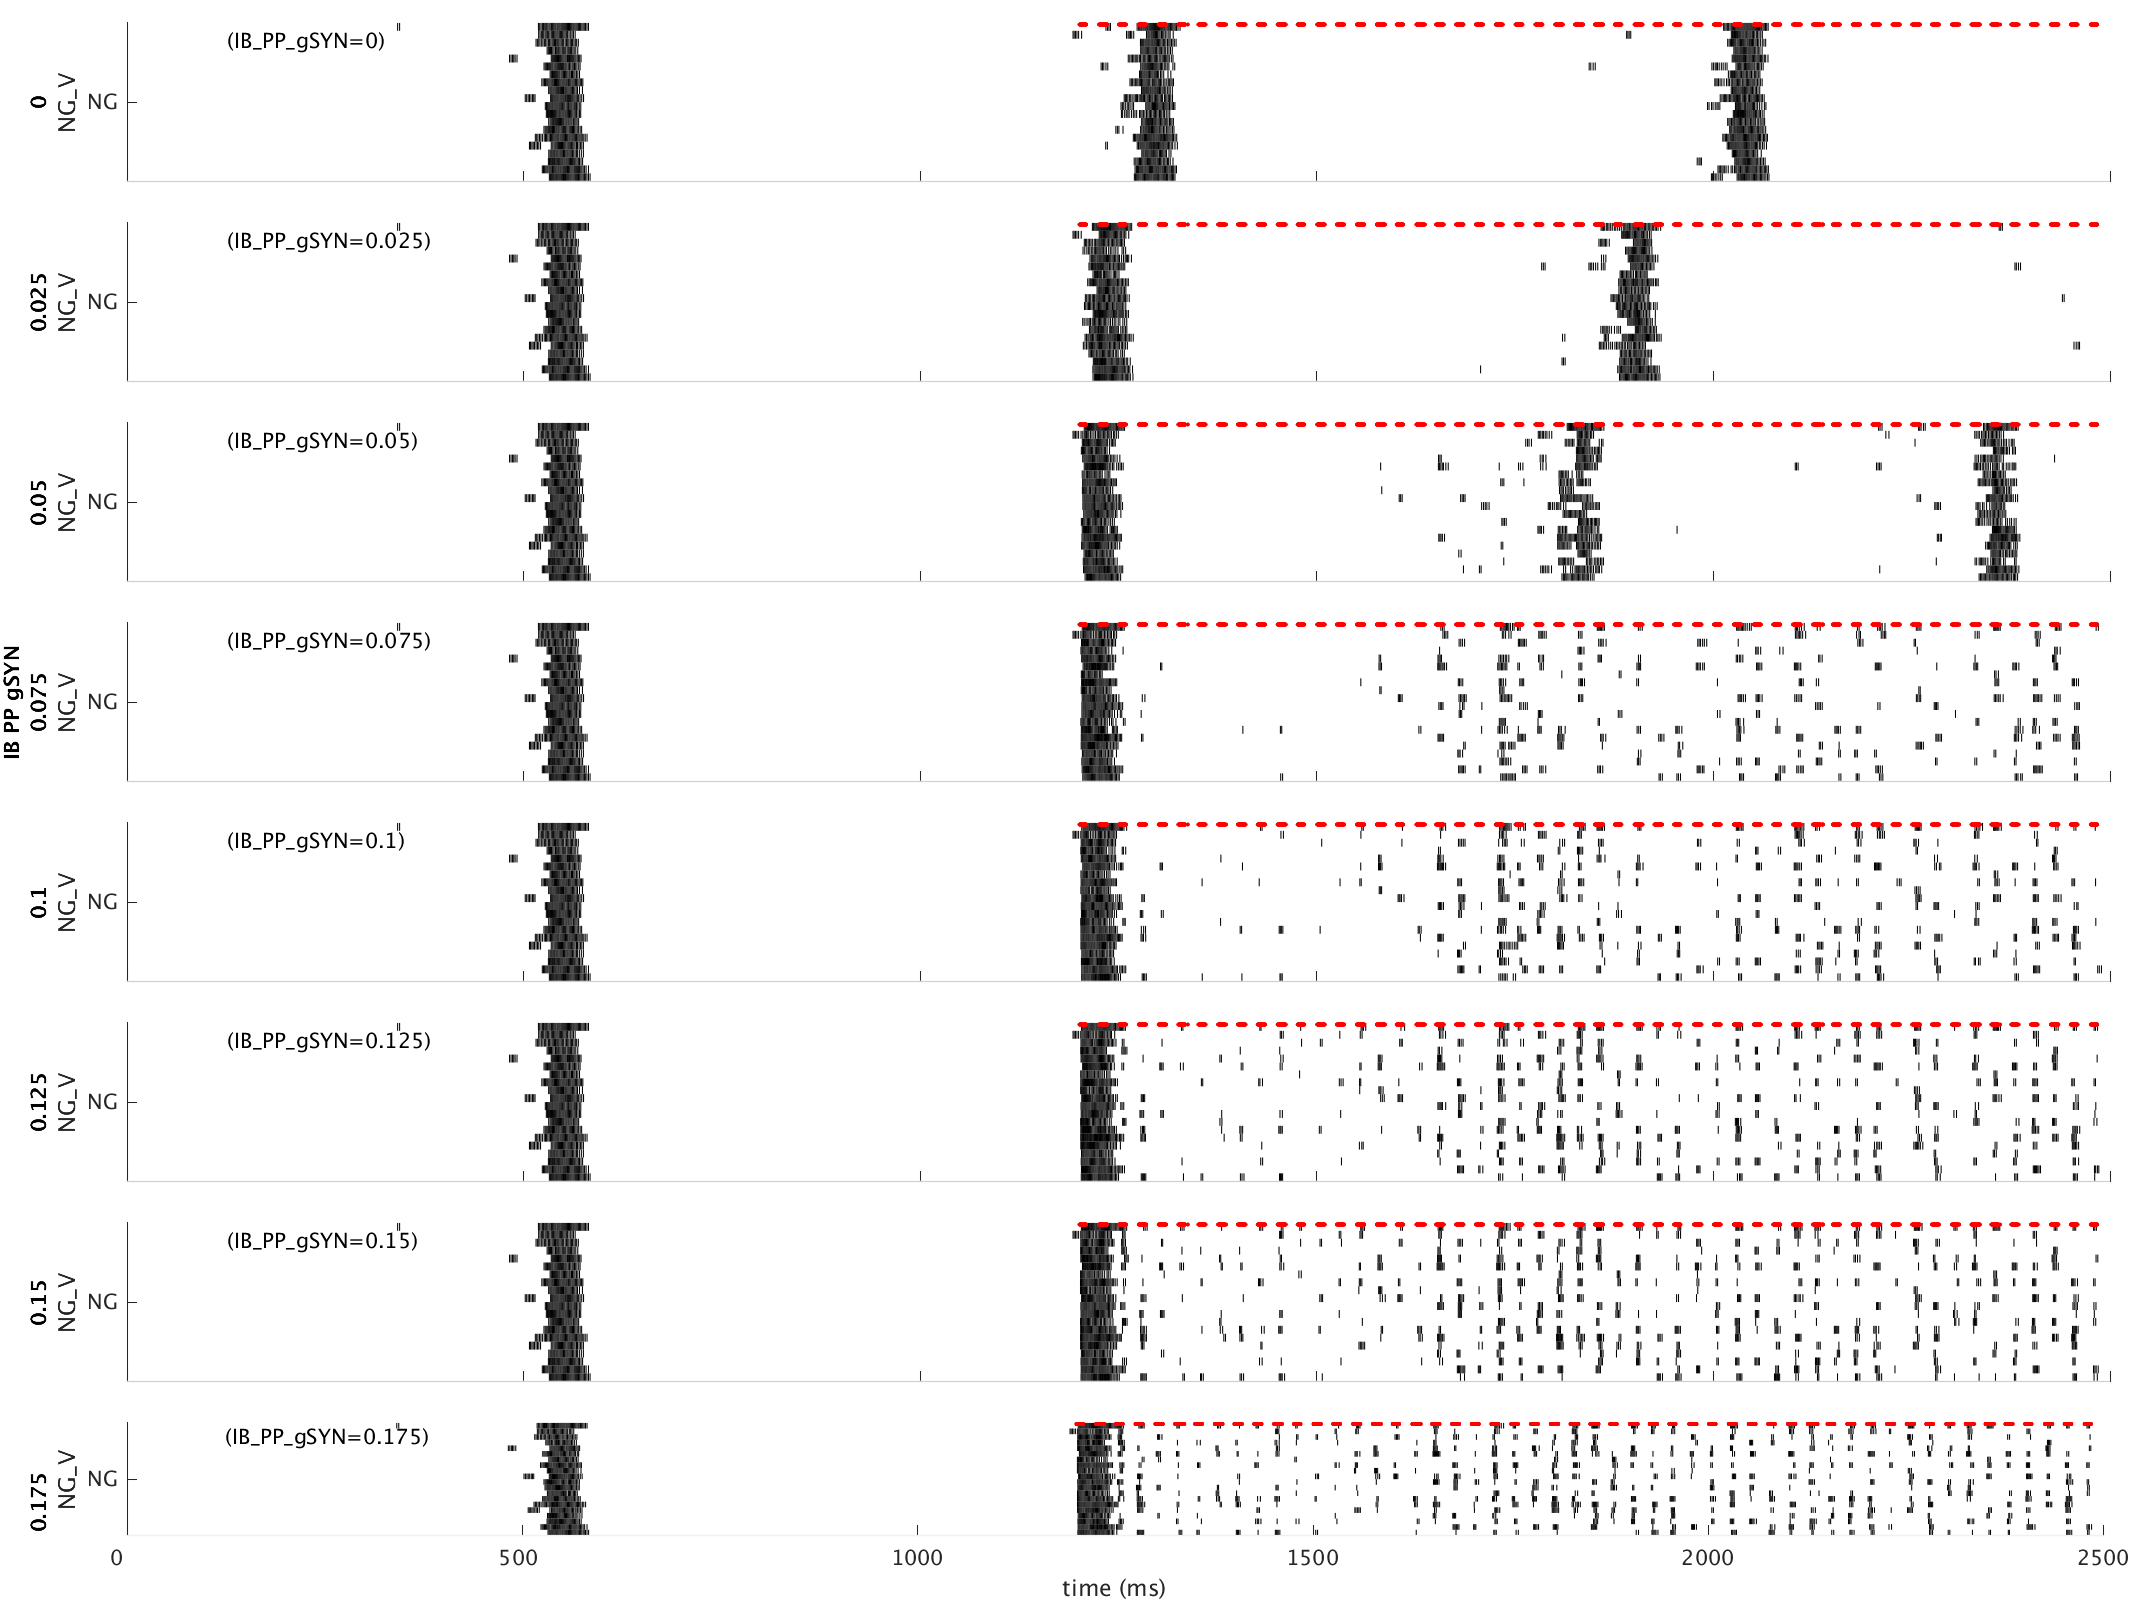 IB PP gSYN
0
NG_V
NG
(IB_PP_gSYN=0)
0.025
NG_V
NG
(IB_PP_gSYN=0.025)
0.05
NG_V
NG
(IB_PP_gSYN=0.05)
0.075
NG_V
NG
(IB_PP_gSYN=0.075)
0.1
NG_V
NG
(IB_PP_gSYN=0.1)
0.125
NG_V
NG
(IB_PP_gSYN=0.125)
0.15
NG_V
NG
(IB_PP_gSYN=0.15)
0.175
NG_V
NG
(IB_PP_gSYN=0.175)
0 500 1000 1500 2000 2500
time (ms)